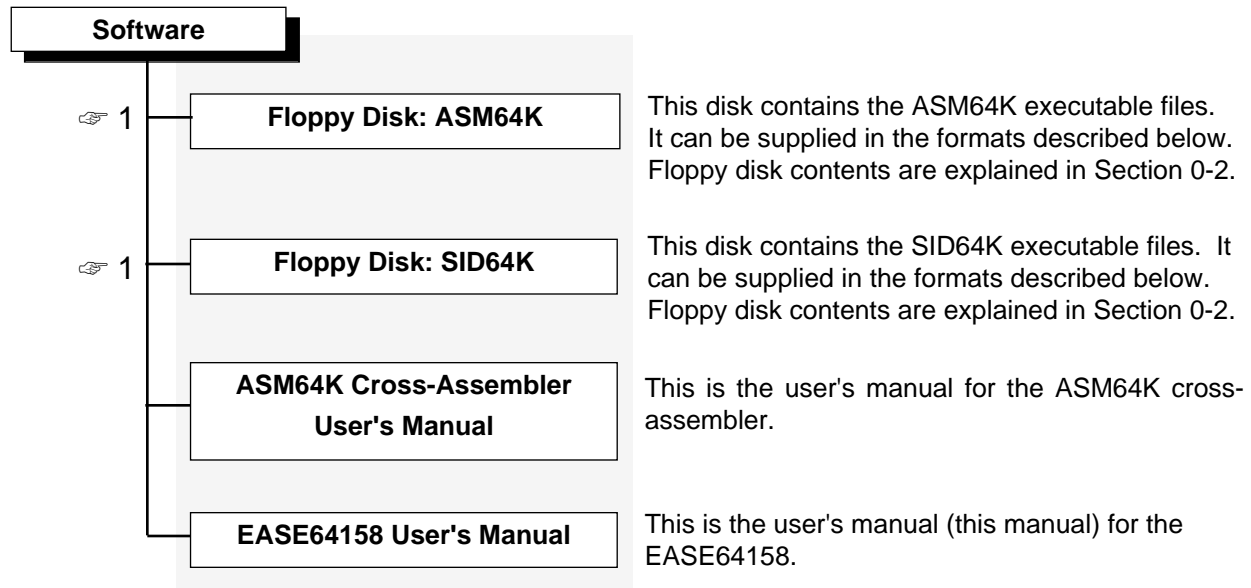 Software
☞ 1
Floppy Disk: ASM64K
This disk contains the ASM64K executable files.
It can be supplied in the formats described below.
Floppy disk contents are explained in Section 0-2.
☞ 1
Floppy Disk: SID64K
This disk contains the SID64K executable files. It
can be supplied in the formats described below.
Floppy disk contents are explained in Section 0-2.
ASM64K Cross-Assembler
User's Manual
This is the user's manual for the ASM64K cross-
assembler.
EASE64158 User's Manual
This is the user's manual (this manual) for the
EASE64158.